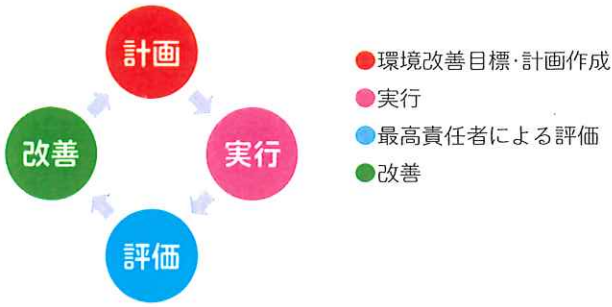 計画
改善
実行
評価
●環境改善目標・計画作成
●実行
●最高責任者による評価
●改善